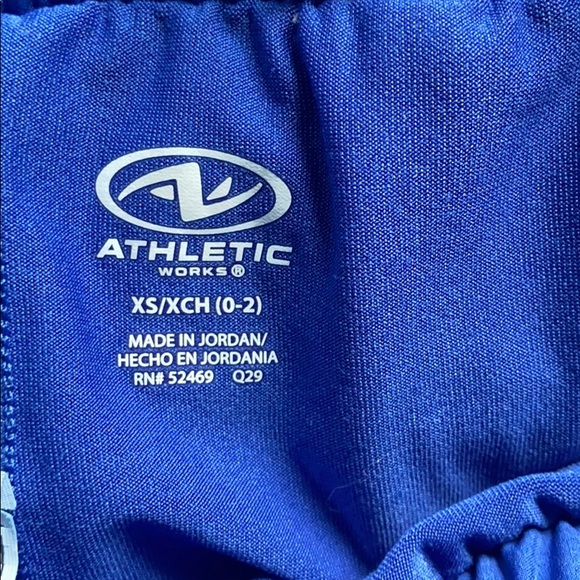 ATHLETIC
WORKS®
XS/XCH (0-2)
MADE IN JORDAN/
HECHO EN JORDANIA
RN# 52469 Q29